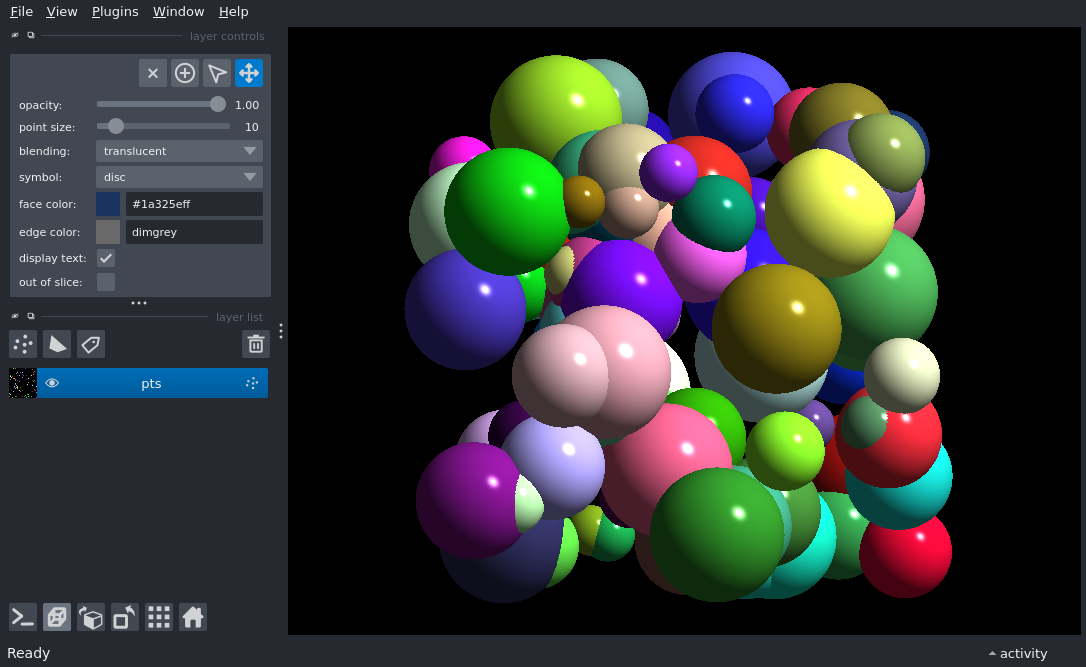 File View Plugins Window Help
layer controls
opacity: 1.00
point size: 10
blending: translucent
symbol: disc
face color: #1a325eff
edge color: dimgrey
display text:
out of slice:
layer list
pts
Ready
activity